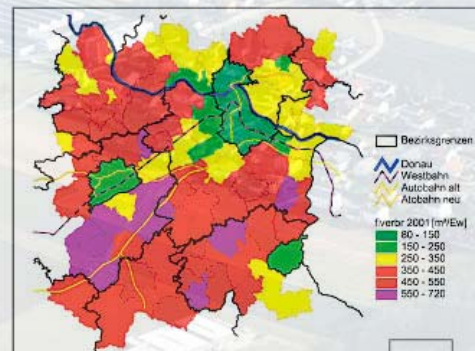 Bezirksgrenzen
Donau
Westbahn
Autobahn alt
Atobahn neu
flverbr 2001 [m²/Ew]
80 - 150
150 - 250
250 - 350
350 - 450
450 - 550
550 - 720